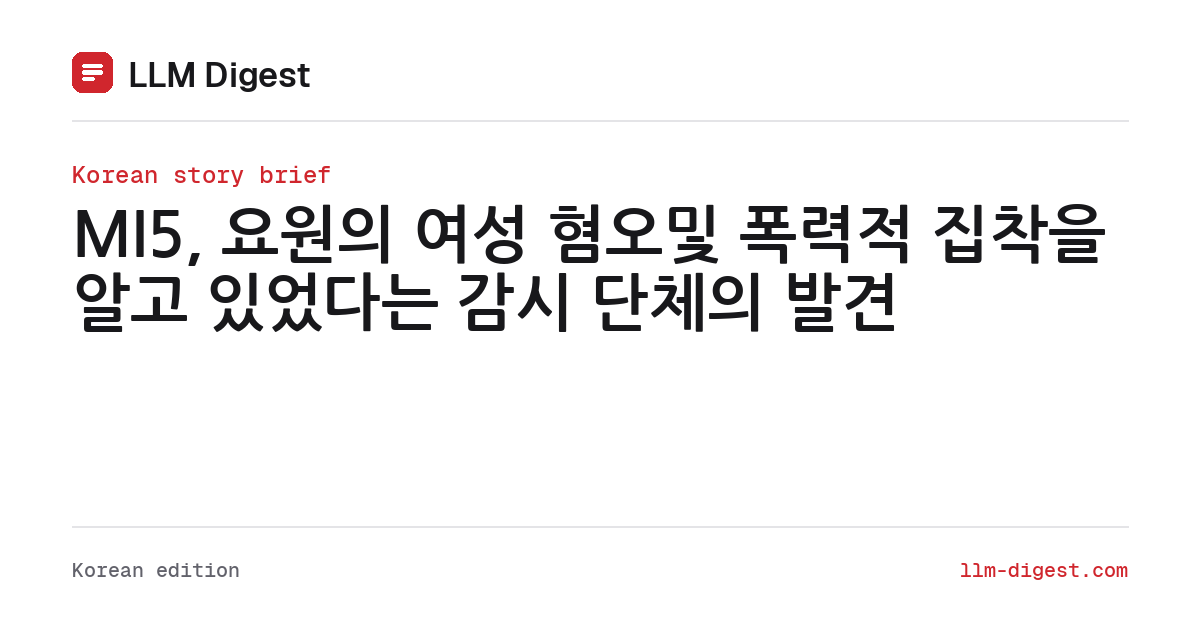 LLM Digest
Korean story brief
MI5, 요원의 여성 혐오및 폭력적 집착을
알고 있었다는 감시 단체의 발견
Korean edition
llm-digest.com